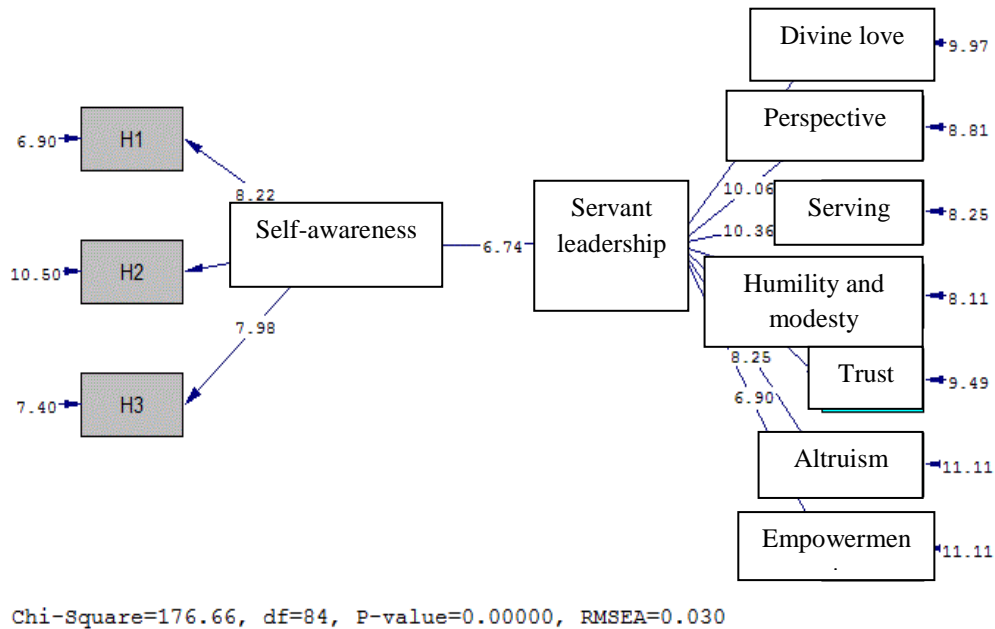 Divine love
9.97
Perspective
8.81
6.90
H1
8.22
10.06
Serving
8.25
Self-awareness
Servant
leadership
6.74
10.36
10.50
H2
Humility and
modesty
8.11
7.98
8.25
Trust
9.49
7.40
H3
6.90
Altruism
11.11
Empowermen
11.11
Chi-Square=176.66, df=84, P-value=0.00000, RMSEA=0.030